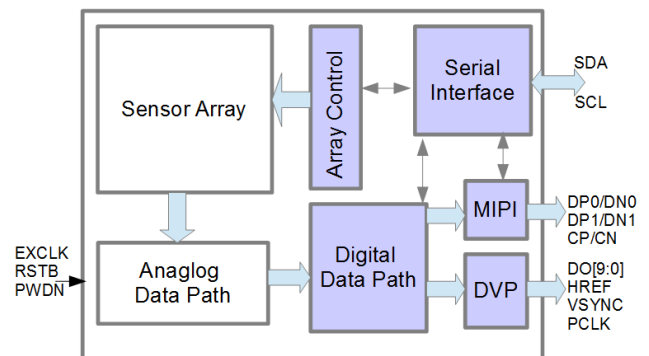 Sensor Array
Array Control
Serial
Interface
SDA
SCL
MIPI
DP0/DN0
DP1/DN1
CP/CN
EXCLK
RSTB
PWDN
Anaglog
Data Path
Digital
Data Path
DVP
DO[9:0]
HREF
VSYNC
PCLK